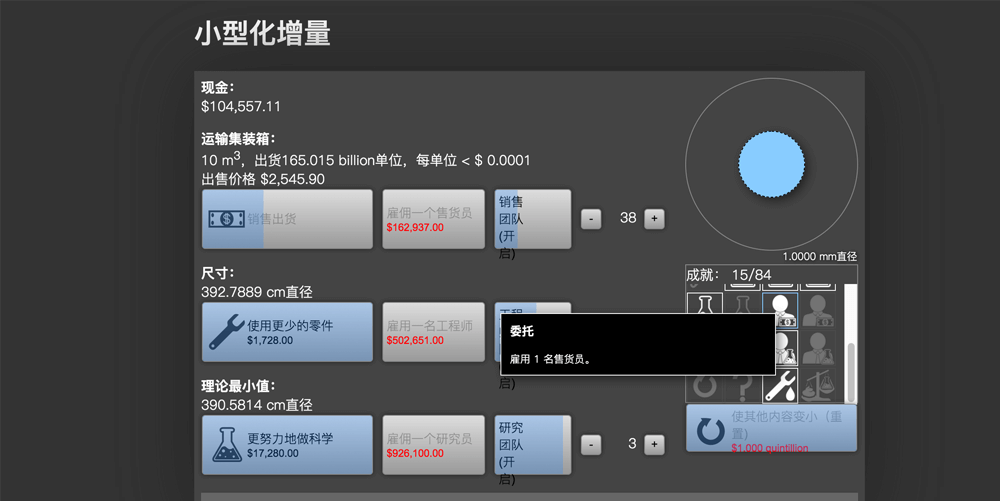 小型化增量
现金：
$104,557.11
运输集装箱：
10 m³，出货165.015 billion单位，每单位 < $ 0.0001
出售价格 $2,545.90
销售出货
雇佣一个售货员
$162,937.00
销售
团队
(开
启)
-
38
+
1.0000 mm直径
成就： 15/84
尺寸：
392.7889 cm直径
使用更少的零件
$1,728.00
雇用一名工程师
$502,651.00
工程
启)
委托
雇用 1 名售货员。
理论最小值：
390.5814 cm直径
更努力地做科学
$17,280.00
雇佣一个研究员
$926,100.00
研究
团队
(开
启)
-
3
+
使其他内容变小（重
置）
$1.000 quintillion